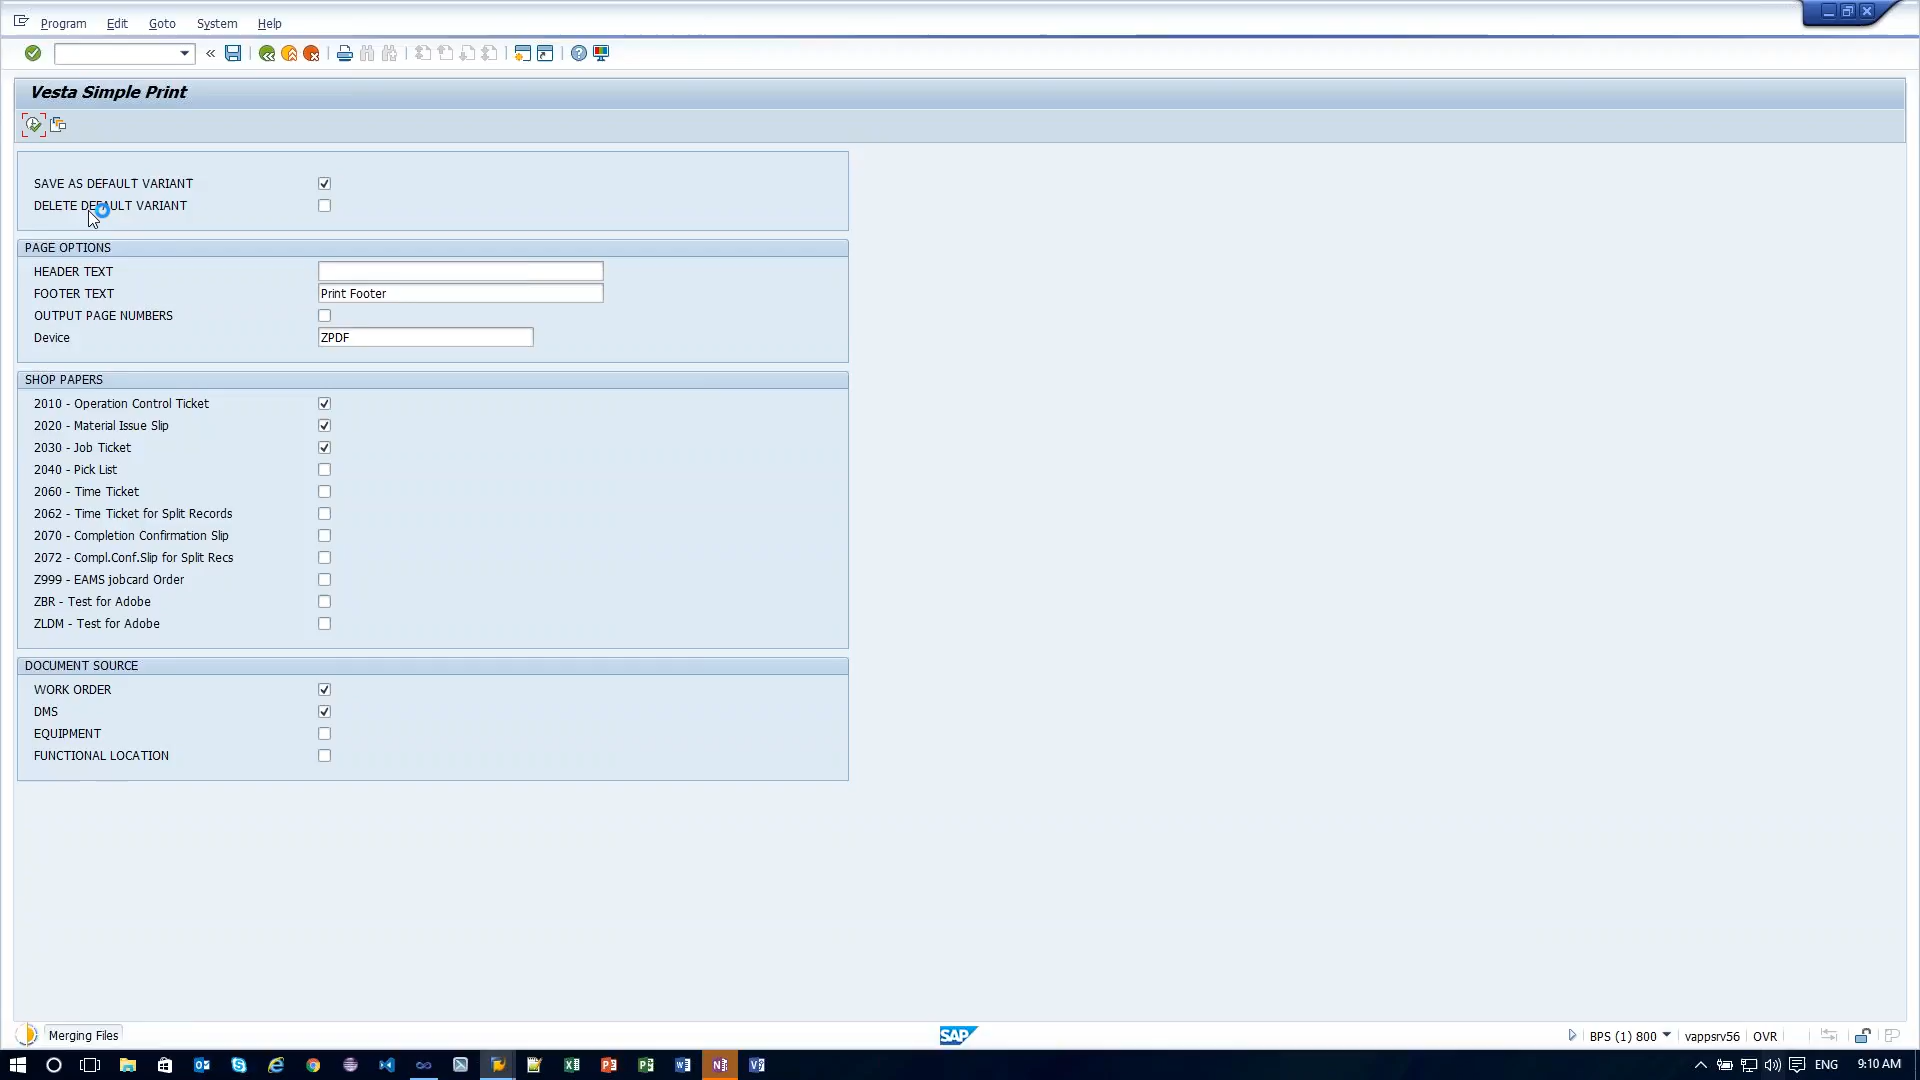 Program Edit Goto System Help
Vesta Simple Print
SAVE AS DEFAULT VARIANT
DELETE DEFAULT VARIANT
PAGE OPTIONS
HEADER TEXT
FOOTER TEXT Print Footer
OUTPUT PAGE NUMBERS
Device ZPDF
SHOP PAPERS
2010 - Operation Control Ticket
2020 - Material Issue Slip
2030 - Job Ticket
2040 - Pick List
2060 - Time Ticket
2062 - Time Ticket for Split Records
2070 - Completion Confirmation Slip
2072 - Compl.Conf.Slip for Split Recs
Z999 - EAMS jobcard Order
ZBR - Test for Adobe
ZLDM - Test for Adobe
DOCUMENT SOURCE
WORK ORDER
DMS
EQUIPMENT
FUNCTIONAL LOCATION
Merging Files SAP BPS (1) 800 vappsrv56 OVR
ENG 9:10 AM